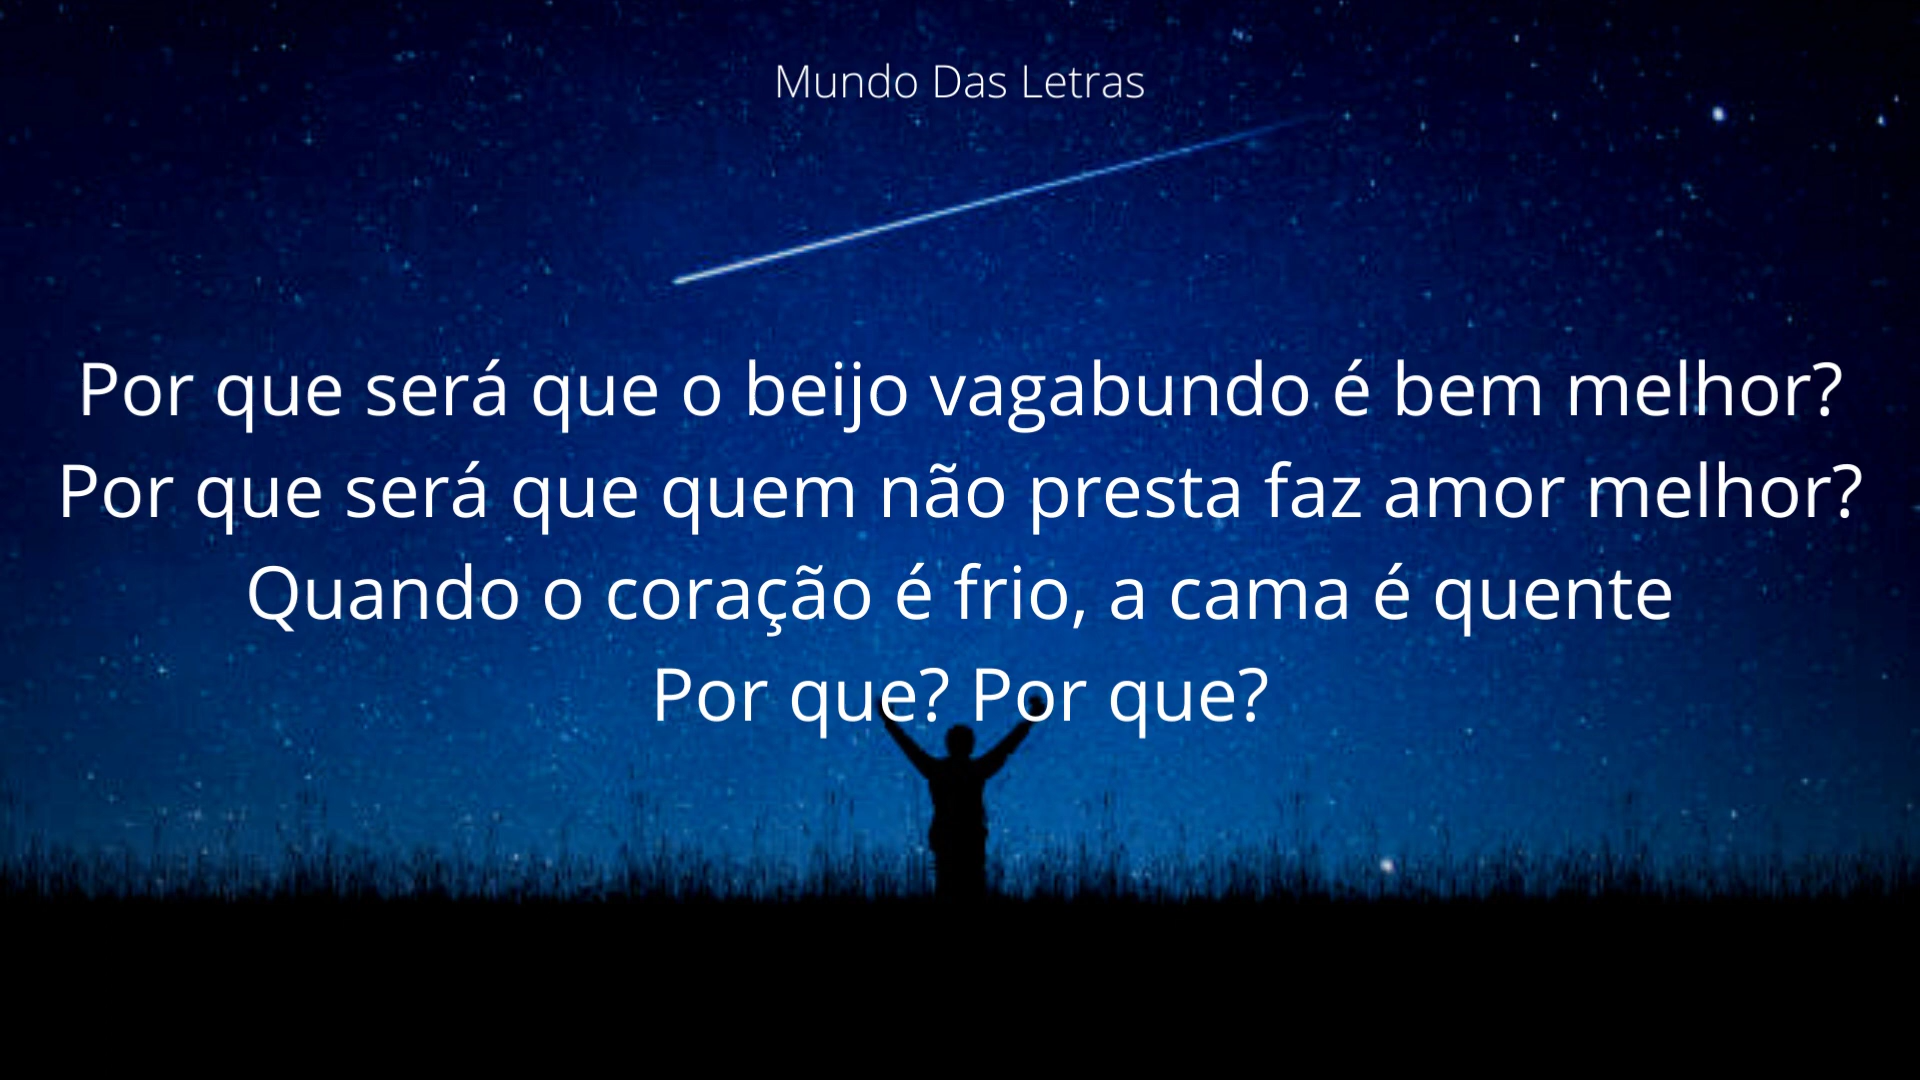 Mundo Das Letras
Por que será que o beijo vagabundo é bem melhor?
Por que será que quem não presta faz amor melhor?
Quando o coração é frio, a cama é quente
Por que? Por que?